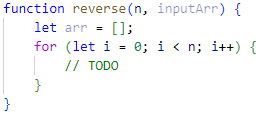 function reverse(n, inputArr) {
    let arr = [];
    for (let i = 0; i < n; i++) {
        // TODO
    }
}